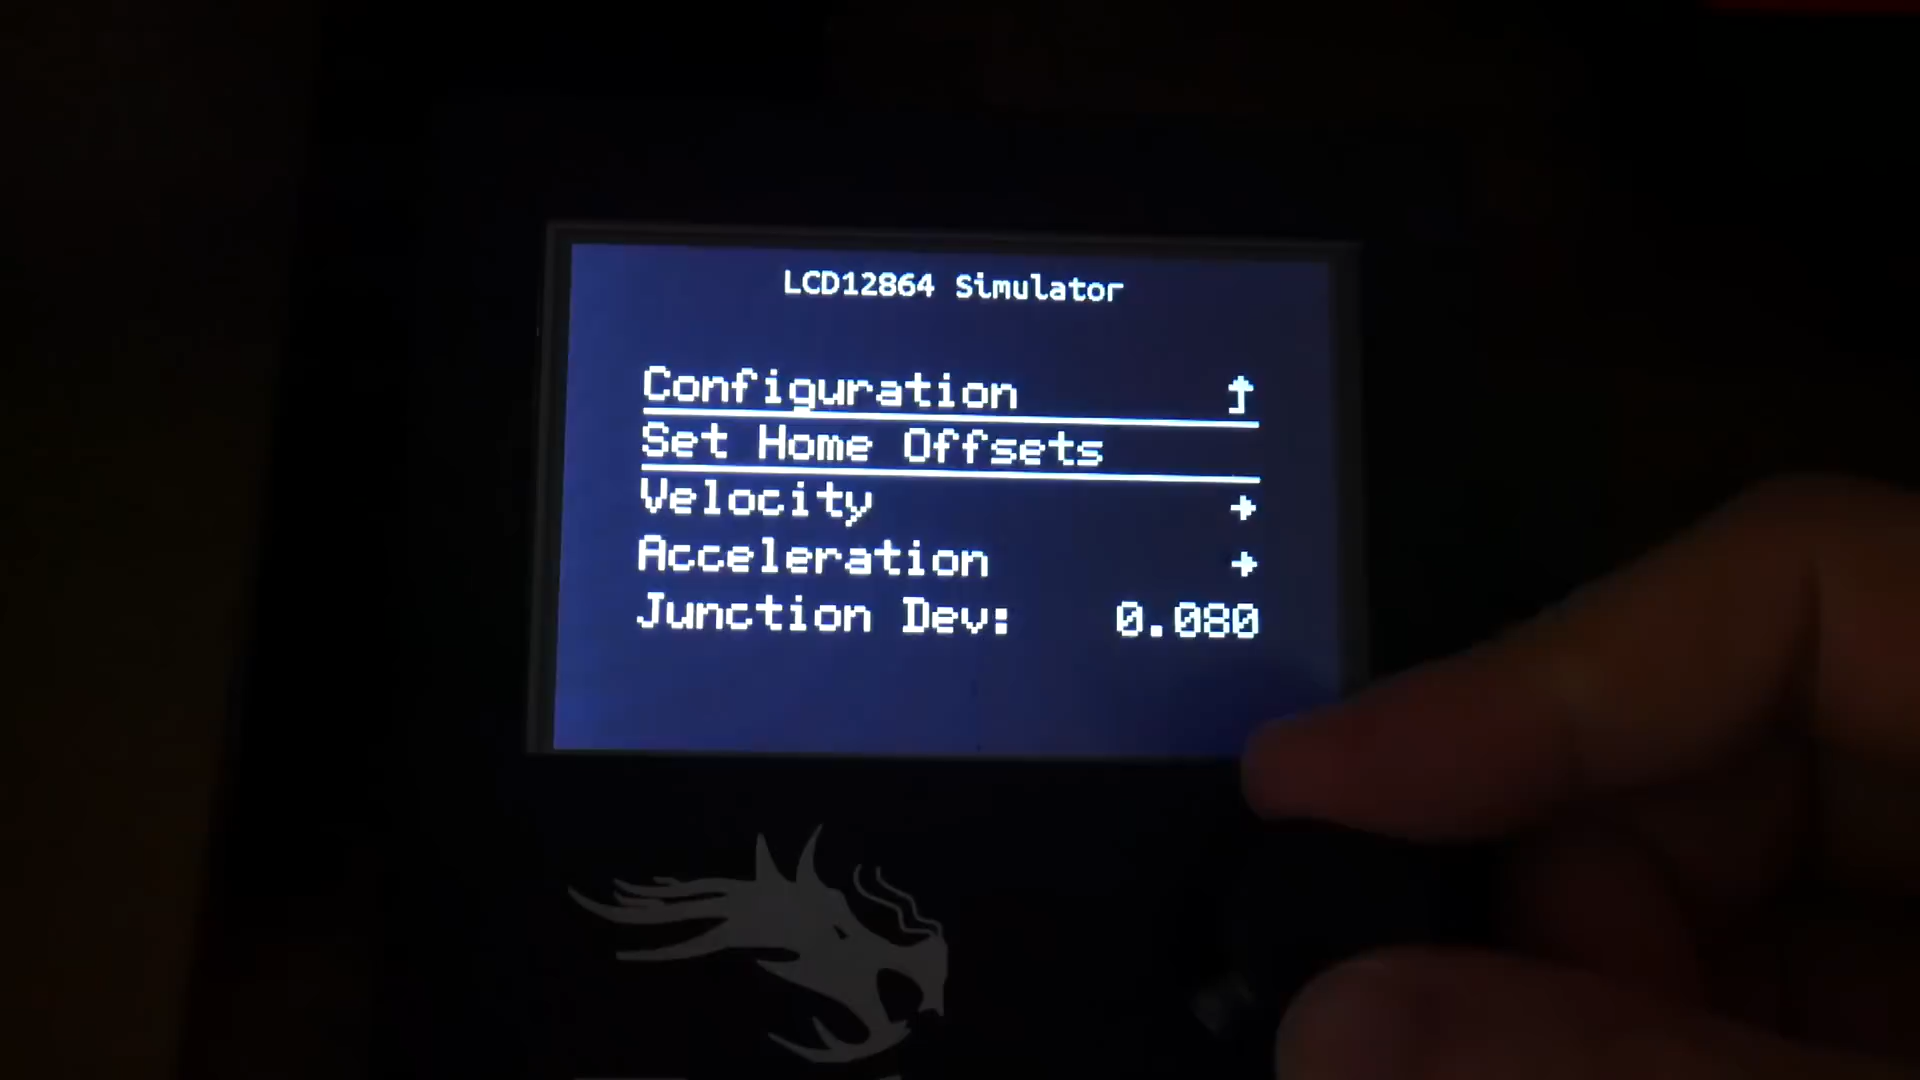 LCD12864 Simulator
Configuration
Set Home Offsets
Velocity
Acceleration
Junction Dev: 0.080